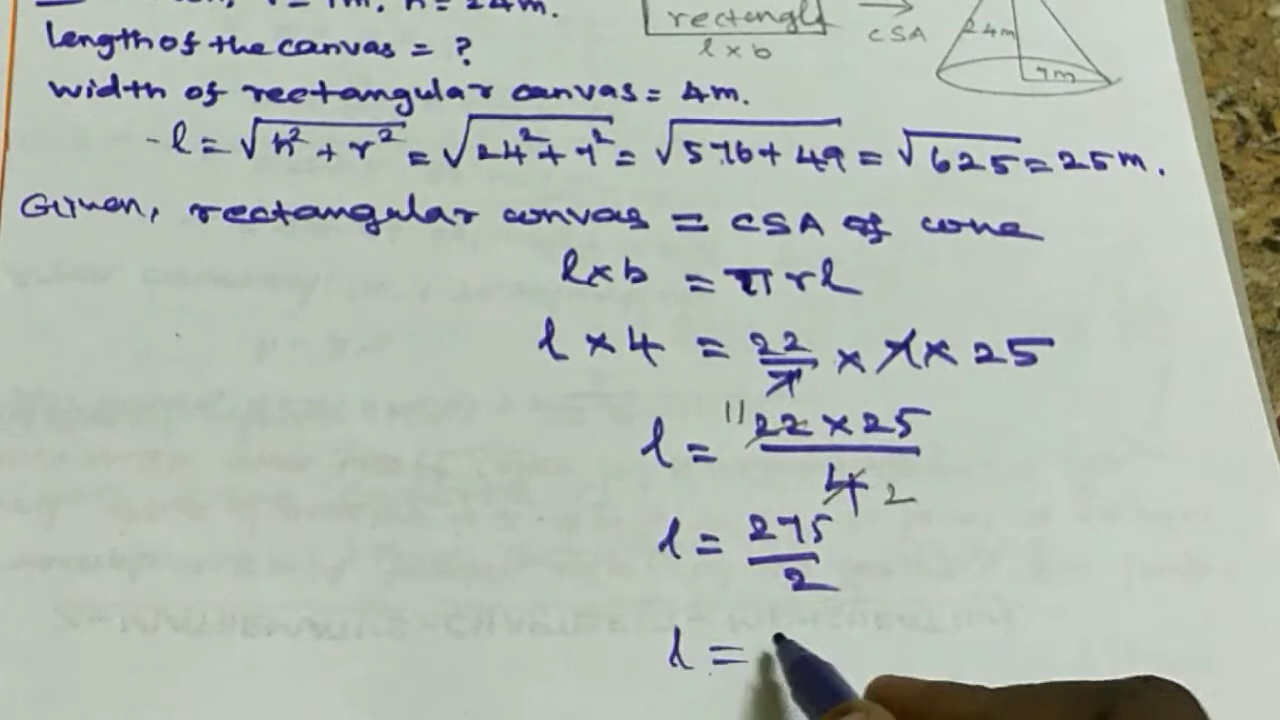 r = 7m, h = 24m.
rectangle
l x b
CSA
24m
7m
Length of the canvas = ?
width of rectangular canvas = 4m.
l = √h² + r² = √24² + 7² = √576 + 49 = √625 = 25m.
Given, rectangular canvas = CSA of cone
l x b = π r l
l x 4 = 22/7 x 7 x 25
l = 11 22 x 25 / 4 2
l = 275/2
l =